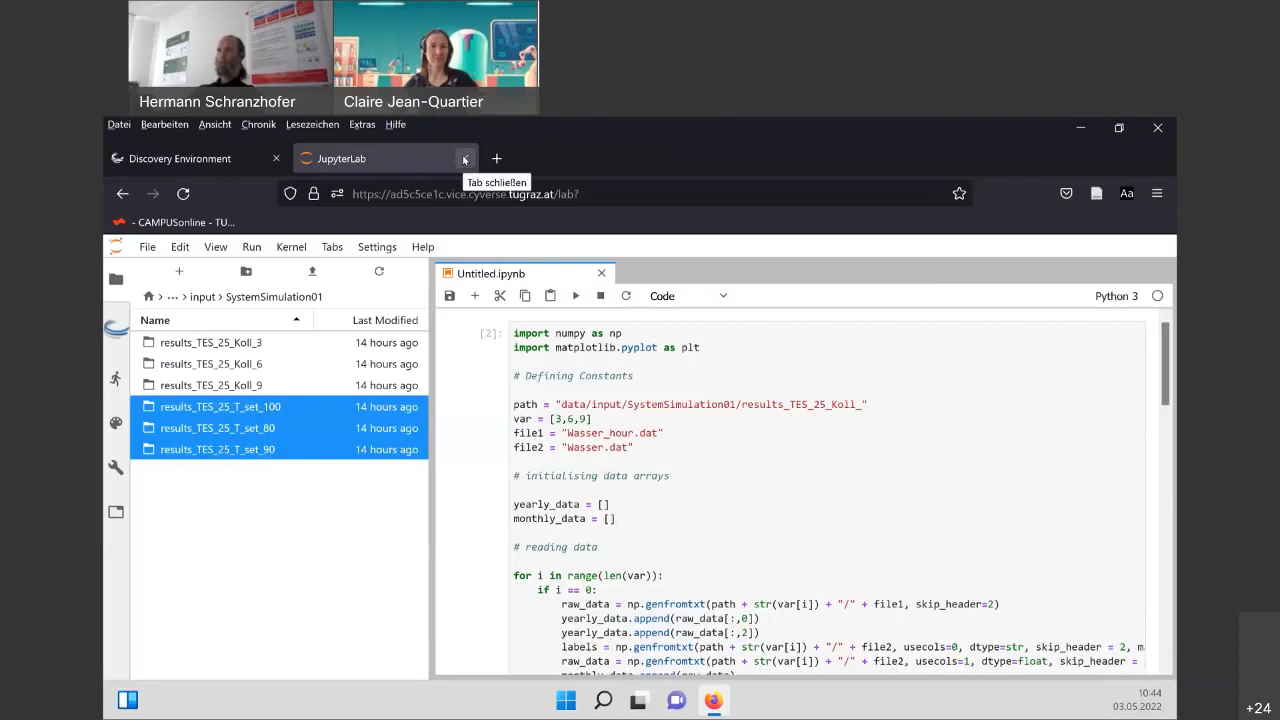 Hermann Schranzhofer
Claire Jean-Quartier
Datei Bearbeiten Ansicht Chronik Lesezeichen Extras Hilfe
Discovery Environment
JupyterLab
Tab schließen
https://ad5c5ce1c.vice.cyverse.tugraz.at/lab?
Aa
- CAMPUSonline - TU...
File Edit View Run Kernel Tabs Settings Help
Untitled.ipynb
Code
Python 3
... > input > SystemSimulation01
Name Last Modified
results_TES_25_Koll_3 14 hours ago
results_TES_25_Koll_6 14 hours ago
results_TES_25_Koll_9 14 hours ago
results_TES_25_T_set_100 14 hours ago
results_TES_25_T_set_80 14 hours ago
results_TES_25_T_set_90 14 hours ago
[2]:
import numpy as np
import matplotlib.pyplot as plt
# Defining Constants
path = "data/input/SystemSimulation01/results_TES_25_Koll_"
var = [3,6,9]
file1 = "Wasser_hour.dat"
file2 = "Wasser.dat"
# initialising data arrays
yearly_data = []
monthly_data = []
# reading data
for i in range(len(var)):
if i == 0:
raw_data = np.genfromtxt(path + str(var[i]) + "/" + file1, skip_header=2)
yearly_data.append(raw_data[:,0])
yearly_data.append(raw_data[:,2])
labels = np.genfromtxt(path + str(var[i]) + "/" + file2, usecols=0, dtype=str, skip_header = 2, m
raw_data = np.genfromtxt(path + str(var[i]) + "/" + file2, usecols=1, dtype=float, skip_header =
10:44
03.05.2022
+24